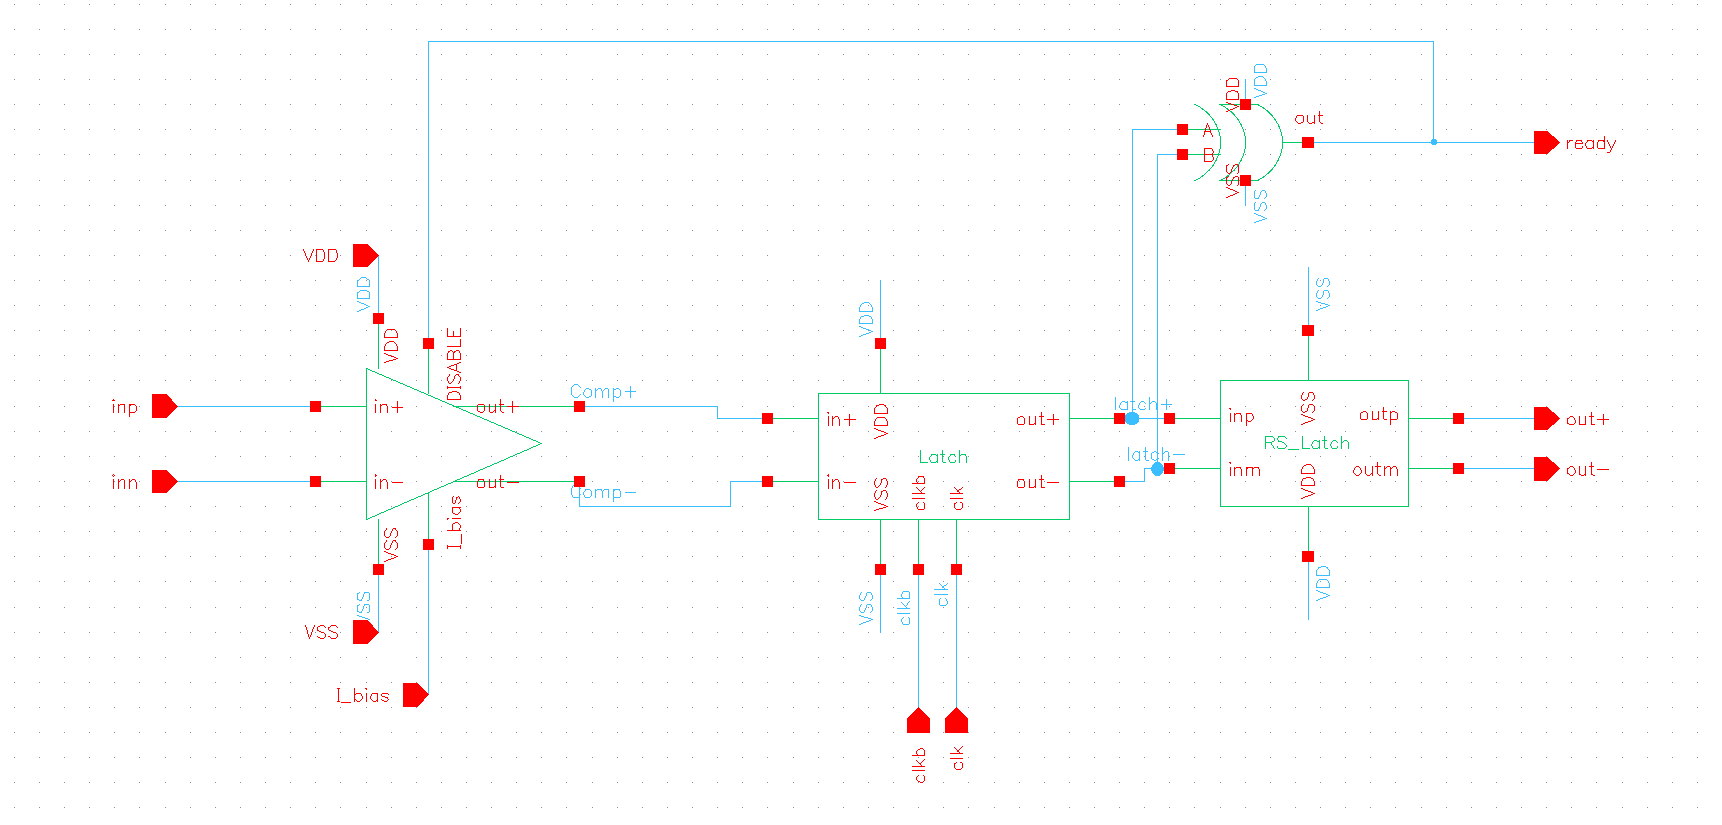 VDD
VDD
out
A
B
ready
VSS
VSS
VDD
VDD
VDD
DISABLE
VDD
VSS
inp
in+
out+
Comp+
in+
VDD
out+
latch+
inp
VSS
outp
out+
Latch
RS_Latch
latch-
inn
in-
out-
Comp-
in-
VSS
clkb
clk
out-
inm
VDD
outm
out-
VSS
I_bias
VSS
VSS
VSS
clkb
clk
VDD
I_bias
clkb
clk